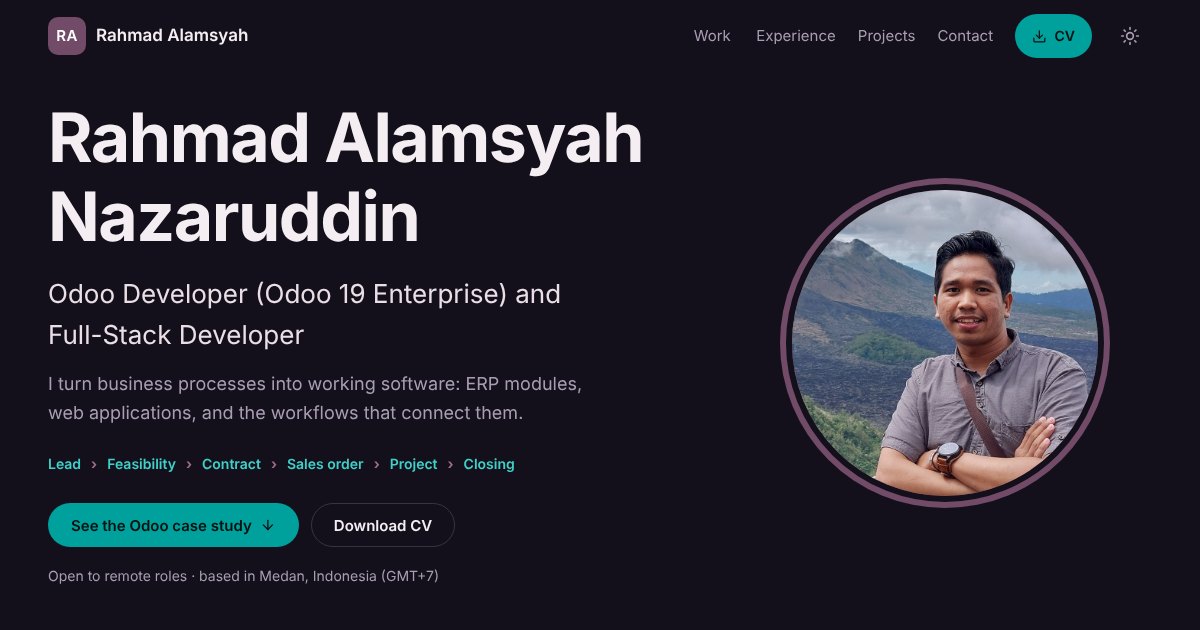 RA Rahmad Alamsyah Work Experience Projects Contact CV
Rahmad Alamsyah
Nazaruddin
Odoo Developer (Odoo 19 Enterprise) and
Full-Stack Developer
I turn business processes into working software: ERP modules,
web applications, and the workflows that connect them.
Lead › Feasibility › Contract › Sales order › Project › Closing
See the Odoo case study ↓ Download CV
Open to remote roles · based in Medan, Indonesia (GMT+7)